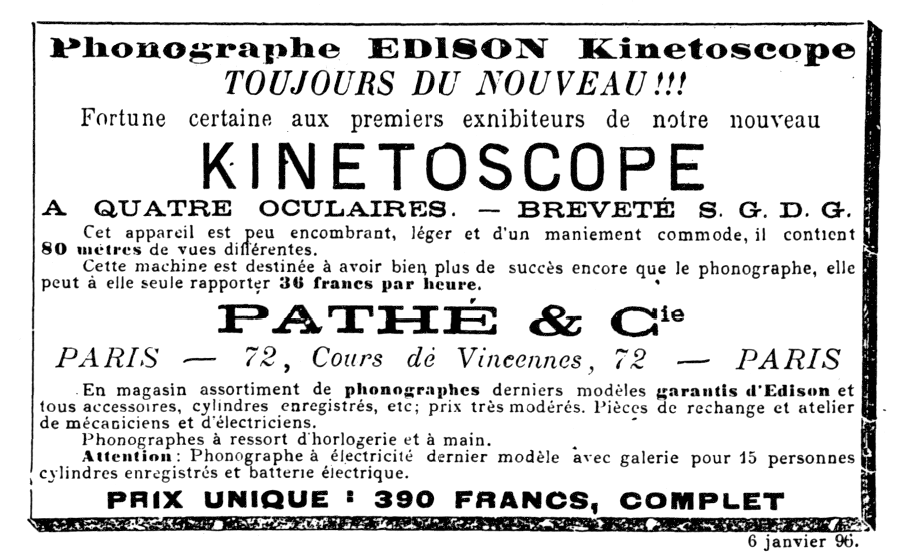 Phonographe EDISON Kinetoscope
TOUJOURS DU NOUVEAU!!!
Fortune certaine aux premiers exnibiteurs de notre nouveau
KINETOSCOPE
A QUATRE OCULAIRES. — BREVETÉ S. G. D. G.
Cet appareil est peu encombrant, léger et d'un maniement commode, il contient
80 mètres de vues différentes.
Cette machine est destinée à avoir bien plus de succès encore que le phonographe, elle
peut à elle seule rapporter 36 francs par heure.
PATHÉ & Cie
PARIS — 72, Cours de Vincennes, 72 — PARIS
En magasin assortiment de phonographes derniers modèles garantis d'Edison et
tous accessoires, cylindres enregistrés, etc; prix très modérés. Pièces de rechange et atelier
de mécaniciens et d'électriciens.
Phonographes à ressort d'horlogerie et à main.
Attention : Phonographe à électricité dernier modèle avec galerie pour 15 personnes
cylindres enregistrés et batterie électrique.
PRIX UNIQUE : 390 FRANCS, COMPLET
6 janvier 96.